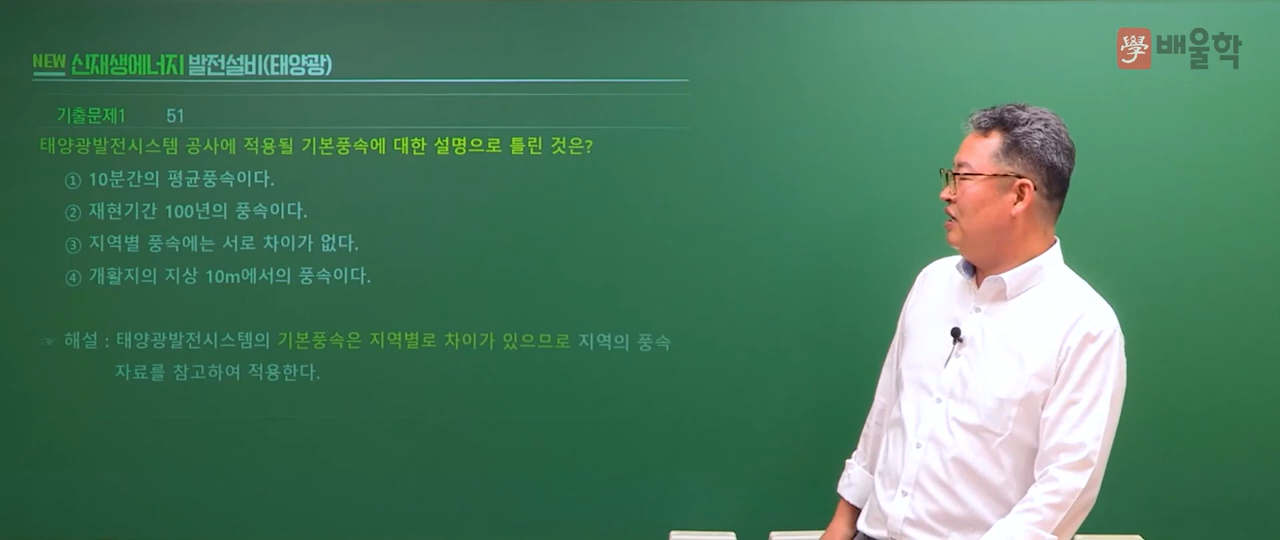 學 배울학
NEW 신재생에너지 발전설비(태양광)
기출문제1 51
태양광발전시스템 공사에 적용될 기본풍속에 대한 설명으로 틀린 것은?
① 10분간의 평균풍속이다.
② 재현기간 100년의 풍속이다.
③ 지역별 풍속에는 서로 차이가 없다.
④ 개활지의 지상 10m에서의 풍속이다.
☞ 해설 : 태양광발전시스템의 기본풍속은 지역별로 차이가 있으므로 지역의 풍속
자료를 참고하여 적용한다.